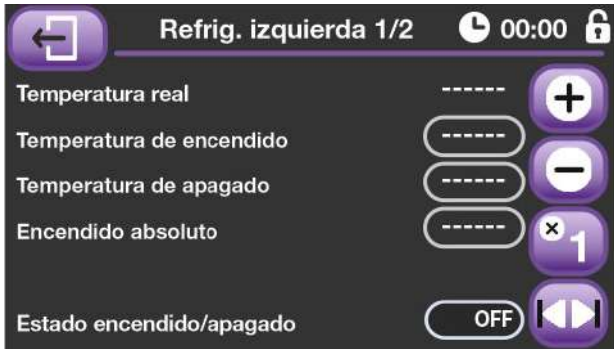 Refrig. izquierda 1/2 00:00
Temperatura real ------
Temperatura de encendido ------
Temperatura de apagado ------
Encendido absoluto ------
×1
Estado encendido/apagado OFF